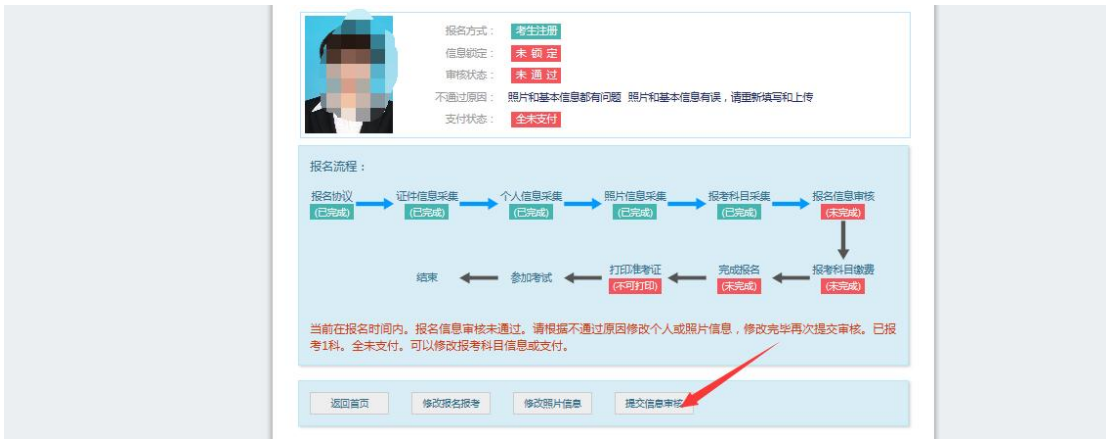 报名方式： 考生注册
信息锁定： 未 锁 定
审核状态： 未 通 过
不通过原因： 照片和基本信息都有问题 照片和基本信息有误，请重新填写和上传
支付状态： 全未支付
报名流程：
报名协议 证件信息采集 个人信息采集 照片信息采集 报考科目采集 报名信息审核
(已完成) (已完成) (已完成) (已完成) (已完成) (未完成)
结束 参加考试 打印准考证 完成报名 报考科目缴费
(不可打印) (未完成) (未完成)
当前在报名时间内。报名信息审核未通过。请根据不通过原因修改个人或照片信息，修改完毕再次提交审核。已报
考1科。全未支付。可以修改报考科目信息或支付。
返回首页 修改报名报考 修改照片信息 提交信息审核